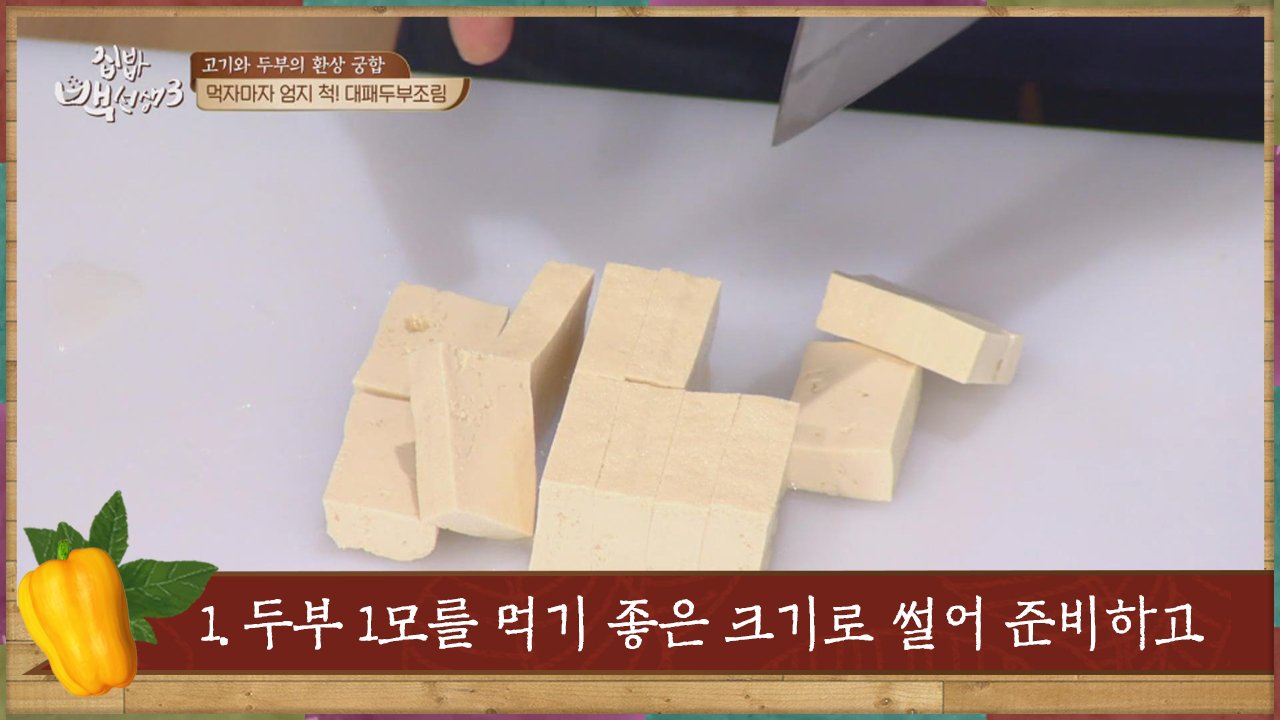 집밥
백선생3
고기와 두부의 환상 궁합
먹자마자 엄지 척! 대패두부조림
1. 두부 1모를 먹기 좋은 크기로 썰어 준비하고